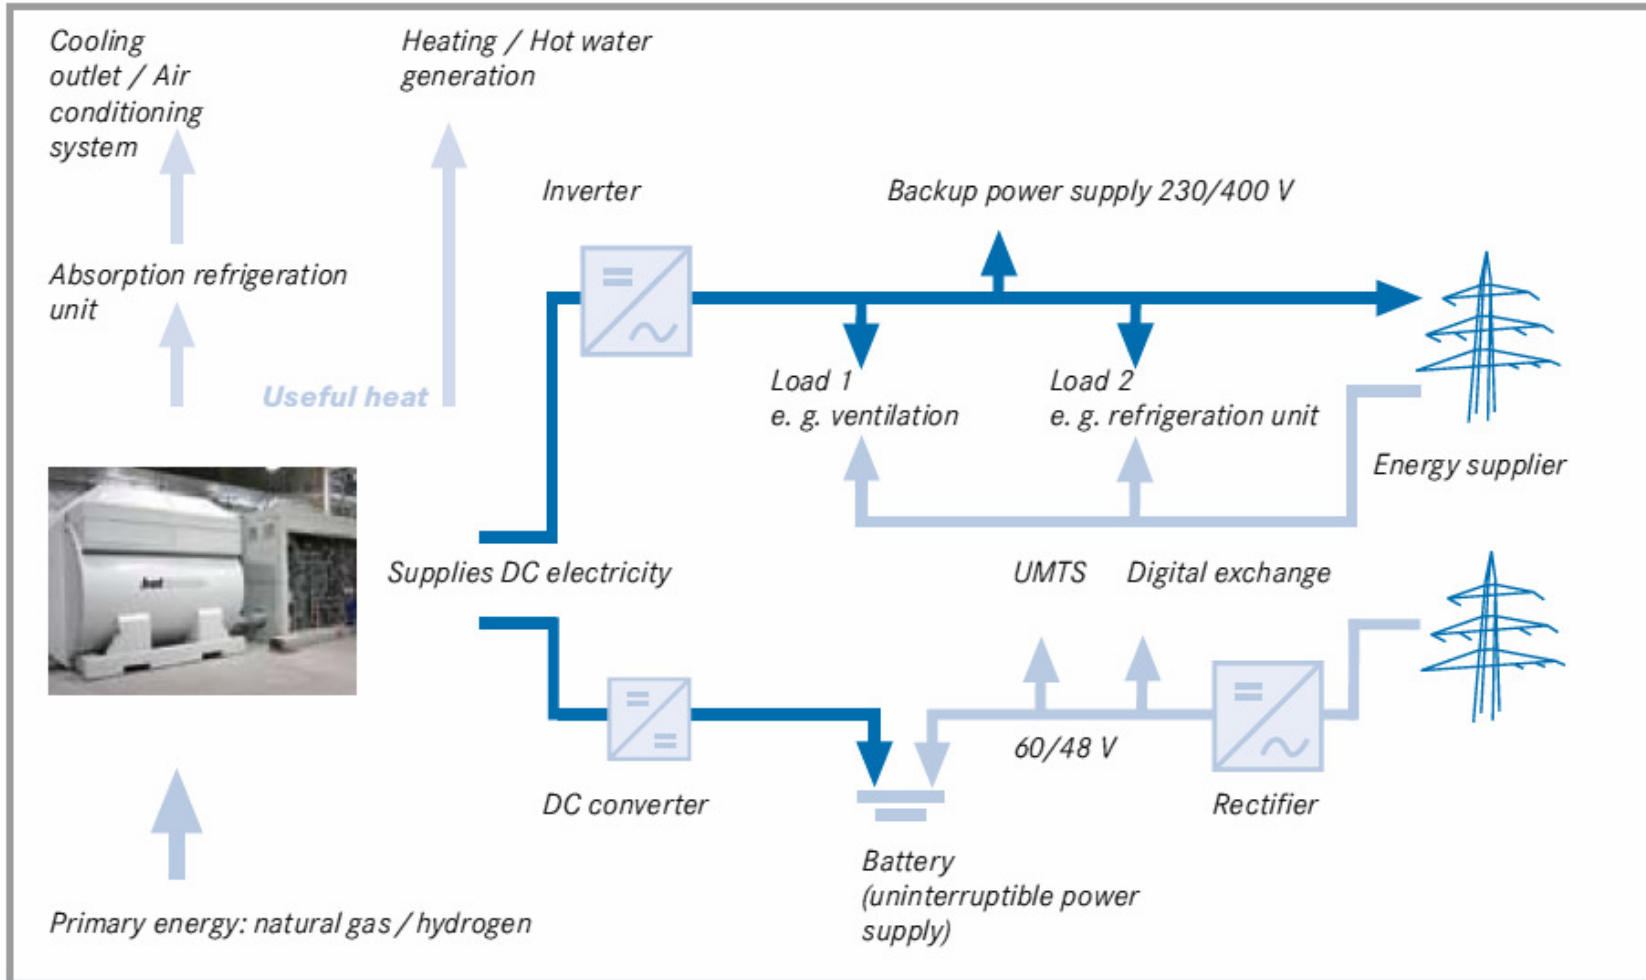 Cooling
outlet / Air
conditioning
system
Heating / Hot water
generation
Inverter
Backup power supply 230/400 V
Absorption refrigeration
unit
Useful heat
Load 1
e. g. ventilation
Load 2
e. g. refrigeration unit
Energy supplier
Supplies DC electricity
UMTS
Digital exchange
60/48 V
DC converter
Rectifier
Battery
(uninterruptible power
supply)
Primary energy: natural gas / hydrogen